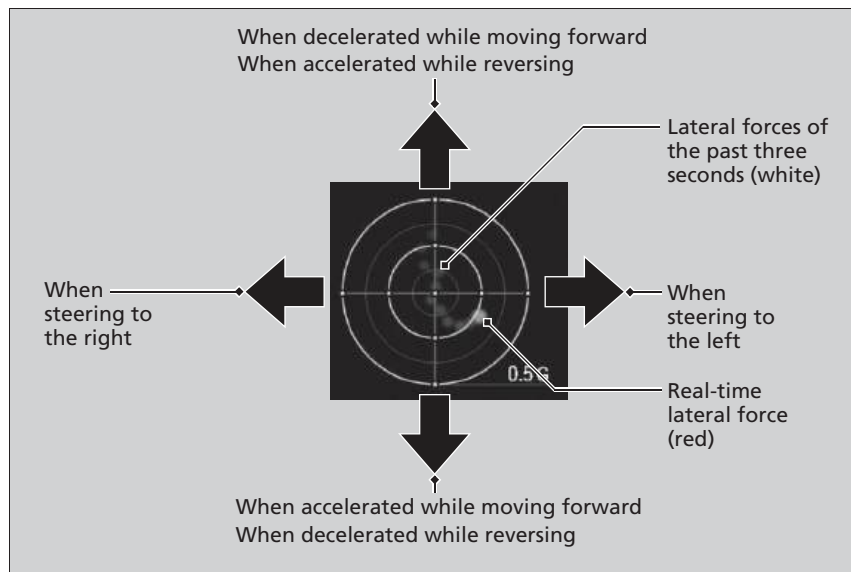 When decelerated while moving forward
When accelerated while reversing
Lateral forces of
the past three
seconds (white)
When
steering to
the right
When
steering to
the left
0.5 G
Real-time
lateral force
(red)
When accelerated while moving forward
When decelerated while reversing